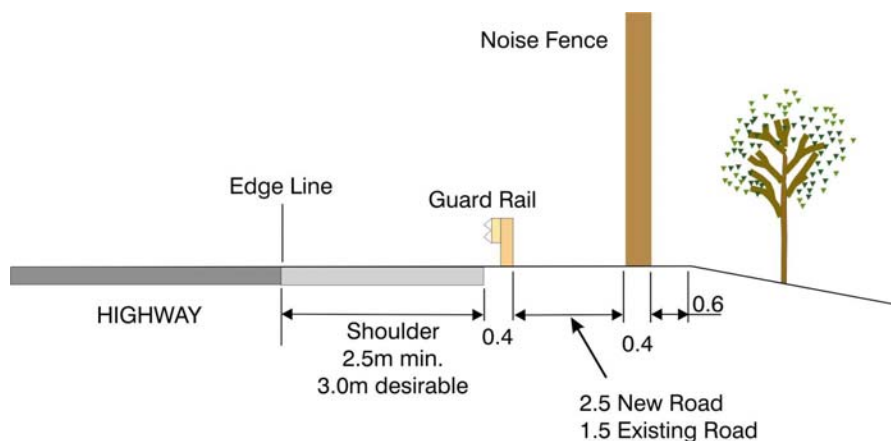 Noise Fence
Edge Line
Guard Rail
HIGHWAY
Shoulder
2.5m min.
3.0m desirable
0.4
0.4
0.6
2.5 New Road
1.5 Existing Road